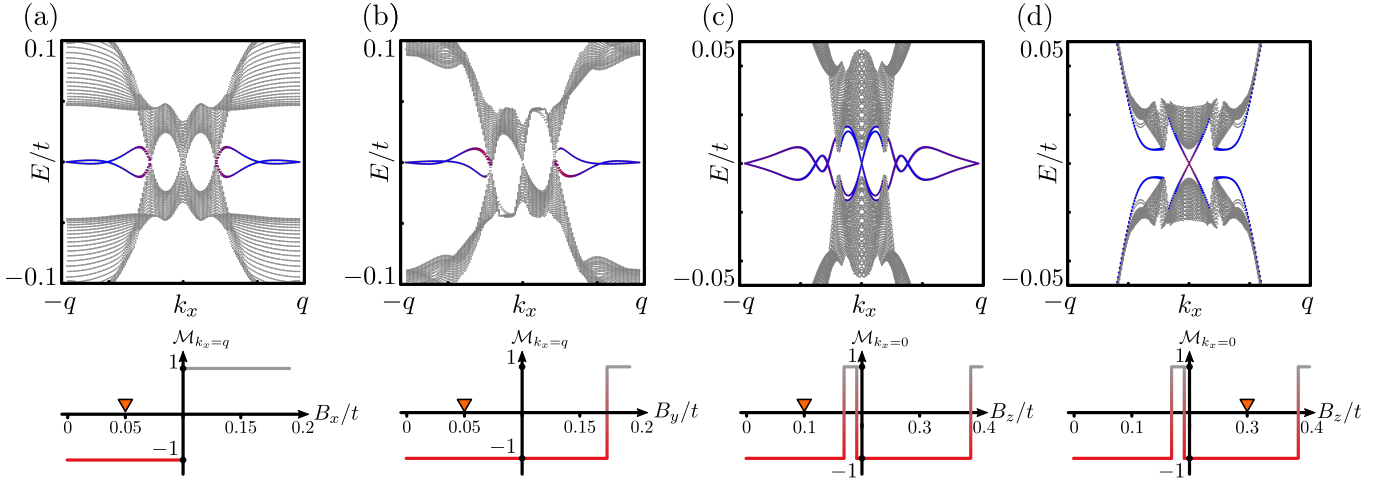 (a) (b) (c) (d)
0.1 0.1 0.05 0.05
E/t E/t E/t E/t
−0.1 −0.1 −0.05 −0.05
−q k_x q −q k_x q −q k_x q −q k_x q
ℳ_{k_x=q} ℳ_{k_x=q} ℳ_{k_x=0} ℳ_{k_x=0}
1 1 1 1
B_x/t B_y/t B_z/t B_z/t
0 0.05 0.15 0.2 0 0.05 0.15 0.2 0 0.1 0.3 0.4 0 0.1 0.3 0.4
−1 −1 −1 −1